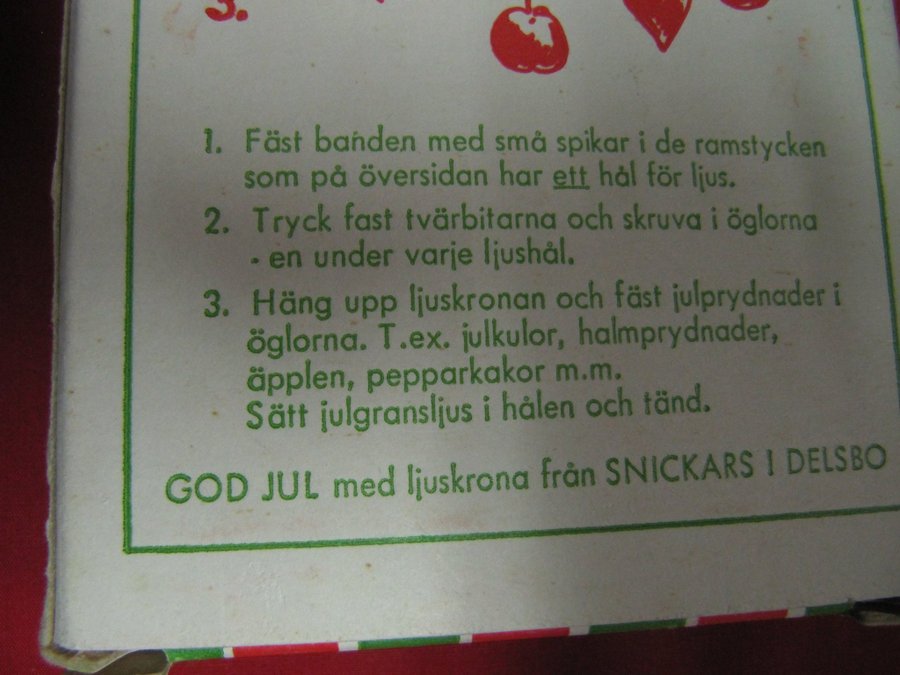 3.
1. Fäst banden med små spikar i de ramstycken
som på översidan har ett hål för ljus.
2. Tryck fast tvärbitarna och skruva i öglorna
- en under varje ljushål.
3. Häng upp ljuskronan och fäst julprydnader i
öglorna. T.ex. julkulor, halmprydnader,
äpplen, pepparkakor m.m.
Sätt julgransljus i hålen och tänd.
GOD JUL med ljuskrona från SNICKARS I DELSBO